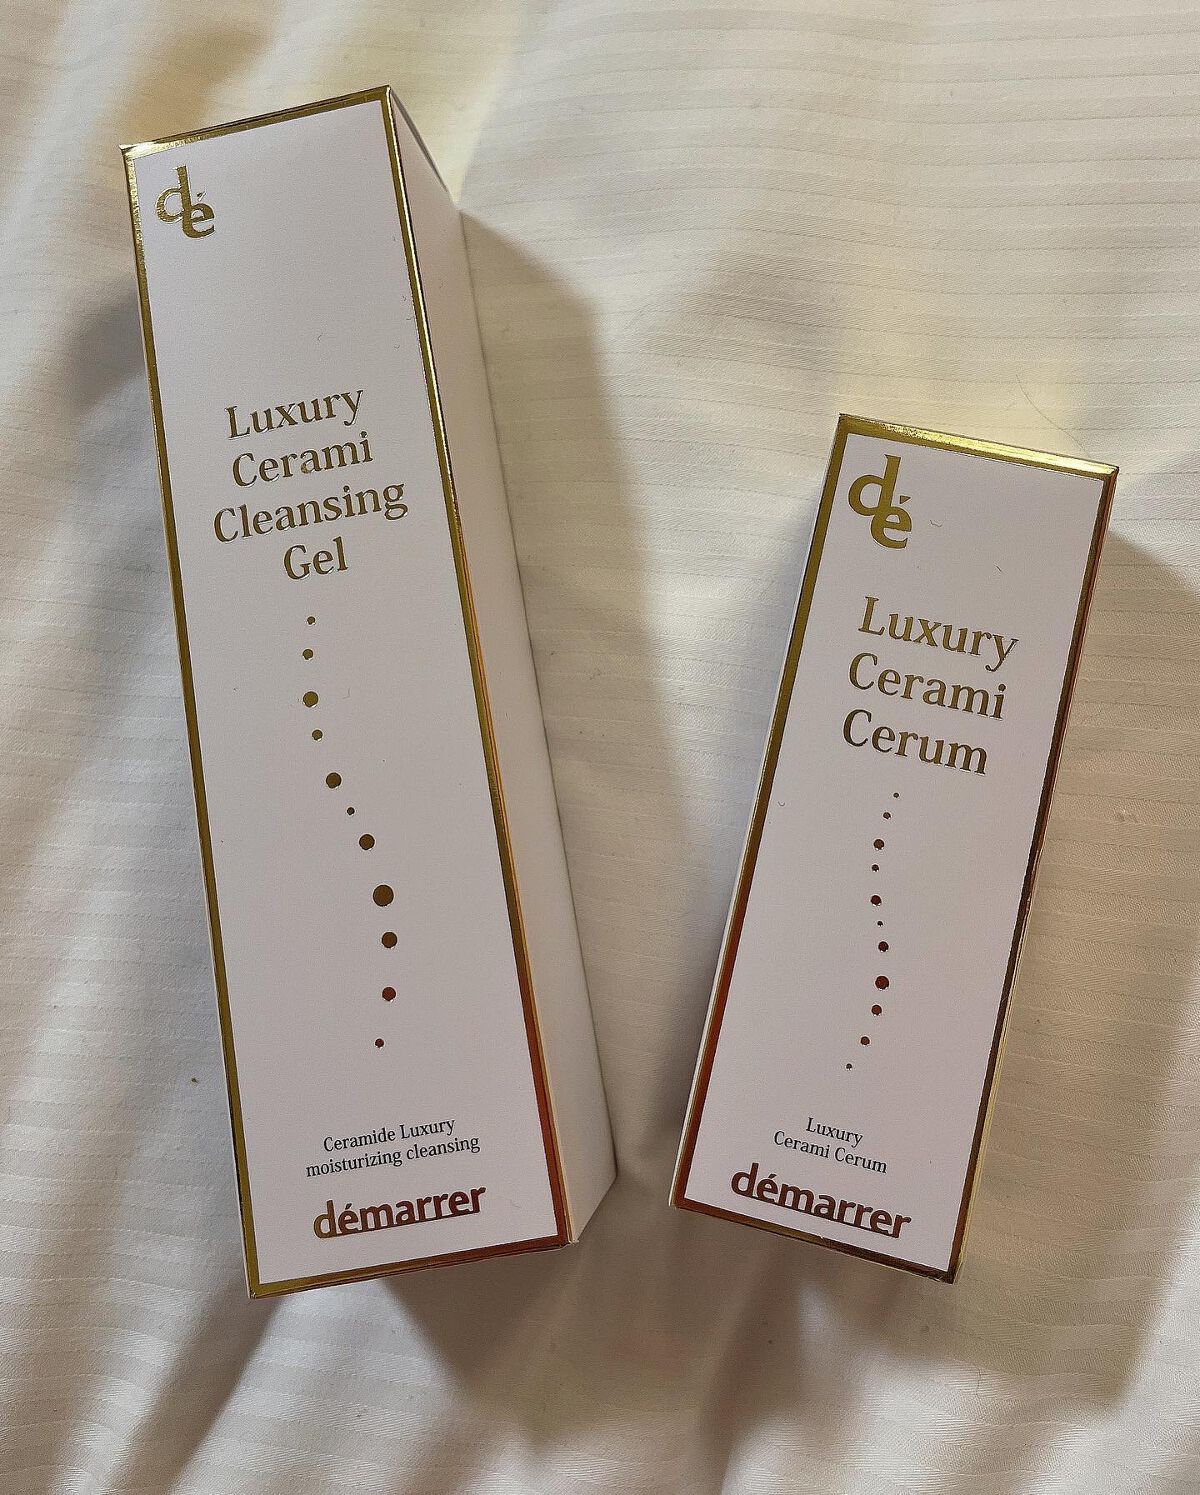 dé
Luxury
Cerami
Cleansing
Gel
Ceramide Luxury
moisturizing cleansing
démarrer
dé
Luxury
Cerami
Cerum
Luxury
Cerami Cerum
démarrer